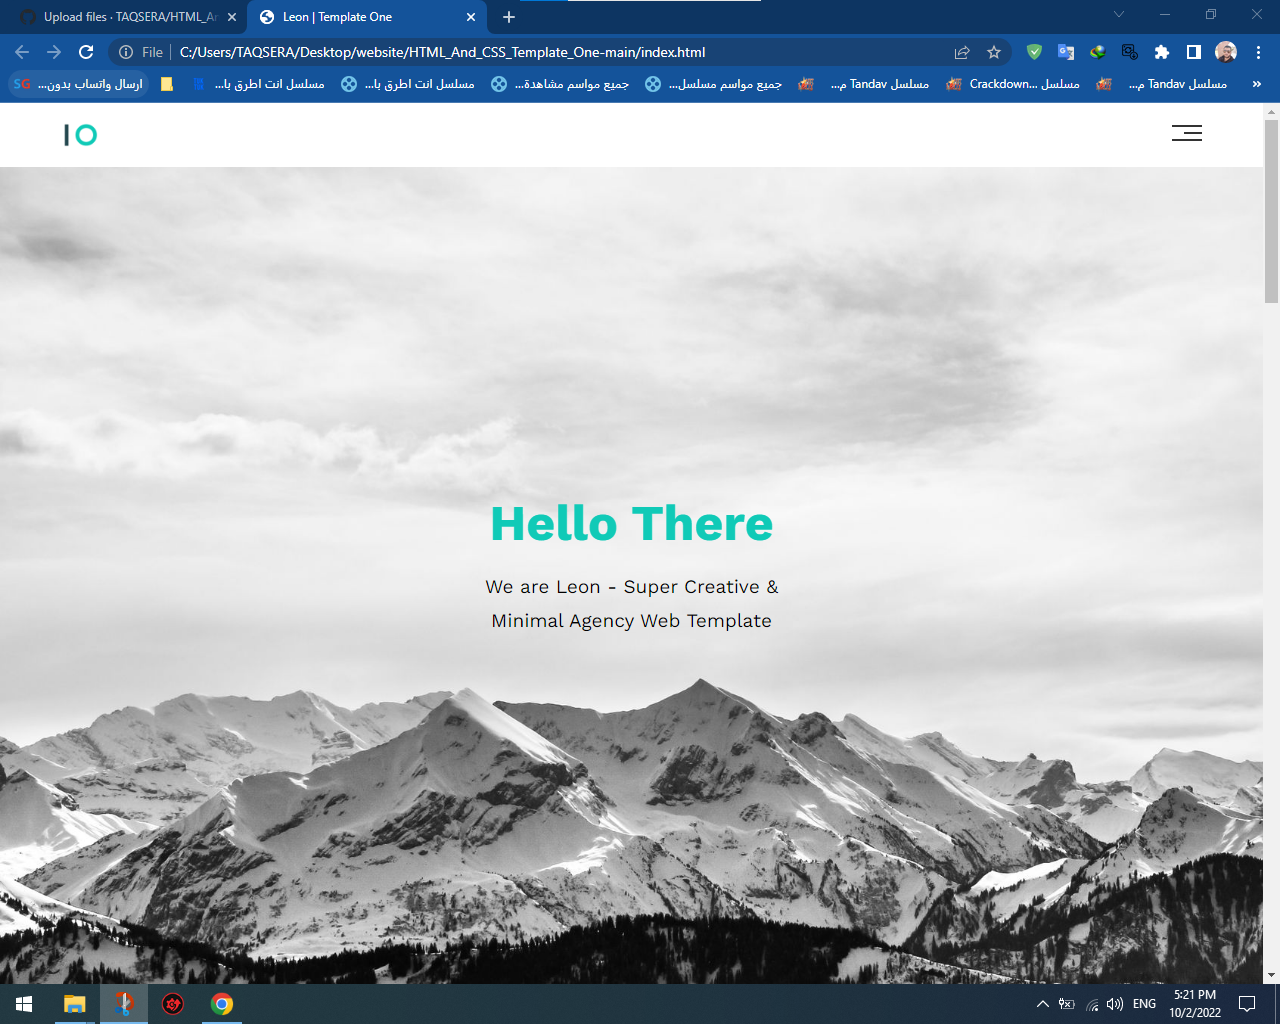 Upload files · TAQSERA/HTML_An
Leon | Template One
File
C:/Users/TAQSERA/Desktop/website/HTML_And_CSS_Template_One-main/index.html
SG
ارسال واتساب بدون...
مسلسل انت اطرق با...
مسلسل انت اطرق با...
جميع مواسم مشاهدة...
جميع مواسم مسلسل...
مسلسل Tandav م...
مسلسل Crackdown...
مسلسل Tandav م...
»
IO
Hello There
We are Leon - Super Creative &
Minimal Agency Web Template
ENG
5:21 PM
10/2/2022